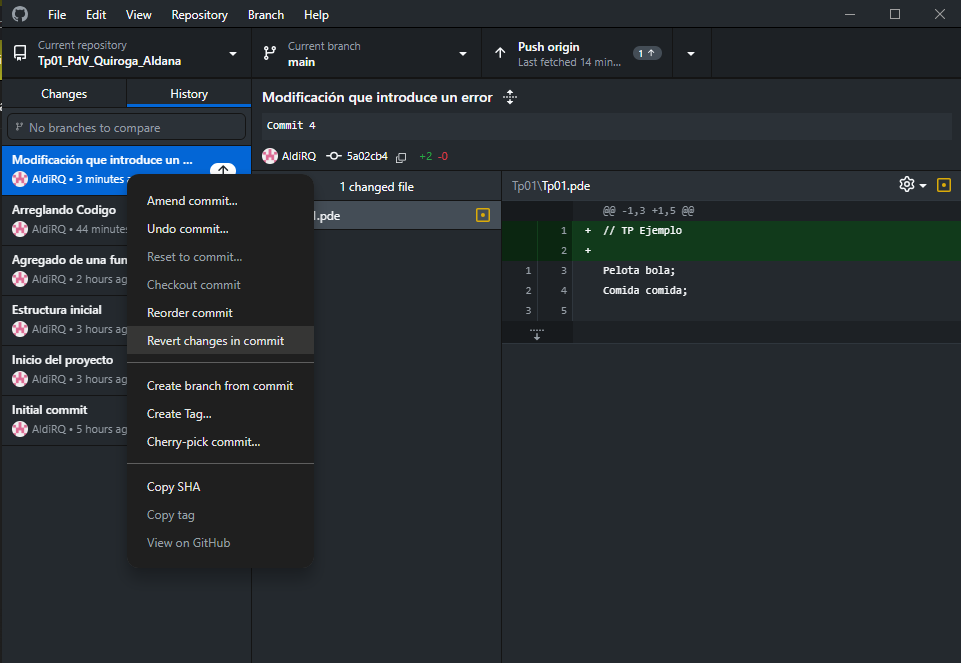 File Edit View Repository Branch Help
Current repository
Tp01_PdV_Quiroga_Aldana
Current branch
main
Push origin
Last fetched 14 min...
1
Changes
History
No branches to compare
Modificación que introduce un ...
AldiRQ • 3 minutes
Arreglando Codigo
AldiRQ • 44 minutes
Agregado de una fun
AldiRQ • 2 hours ag
Estructura inicial
AldiRQ • 3 hours ag
Inicio del proyecto
AldiRQ • 3 hours ag
Initial commit
AldiRQ • 5 hours ag
Amend commit...
Undo commit...
Reset to commit...
Checkout commit
Reorder commit
Revert changes in commit
Create branch from commit
Create Tag...
Cherry-pick commit...
Copy SHA
Copy tag
View on GitHub
Modificación que introduce un error
Commit 4
AldiRQ 5a02cb4 +2 -0
1 changed file
.pde
Tp01\Tp01.pde
@@ -1,3 +1,5 @@
1 + // TP Ejemplo
2 +
1 3 Pelota bola;
2 4 Comida comida;
3 5